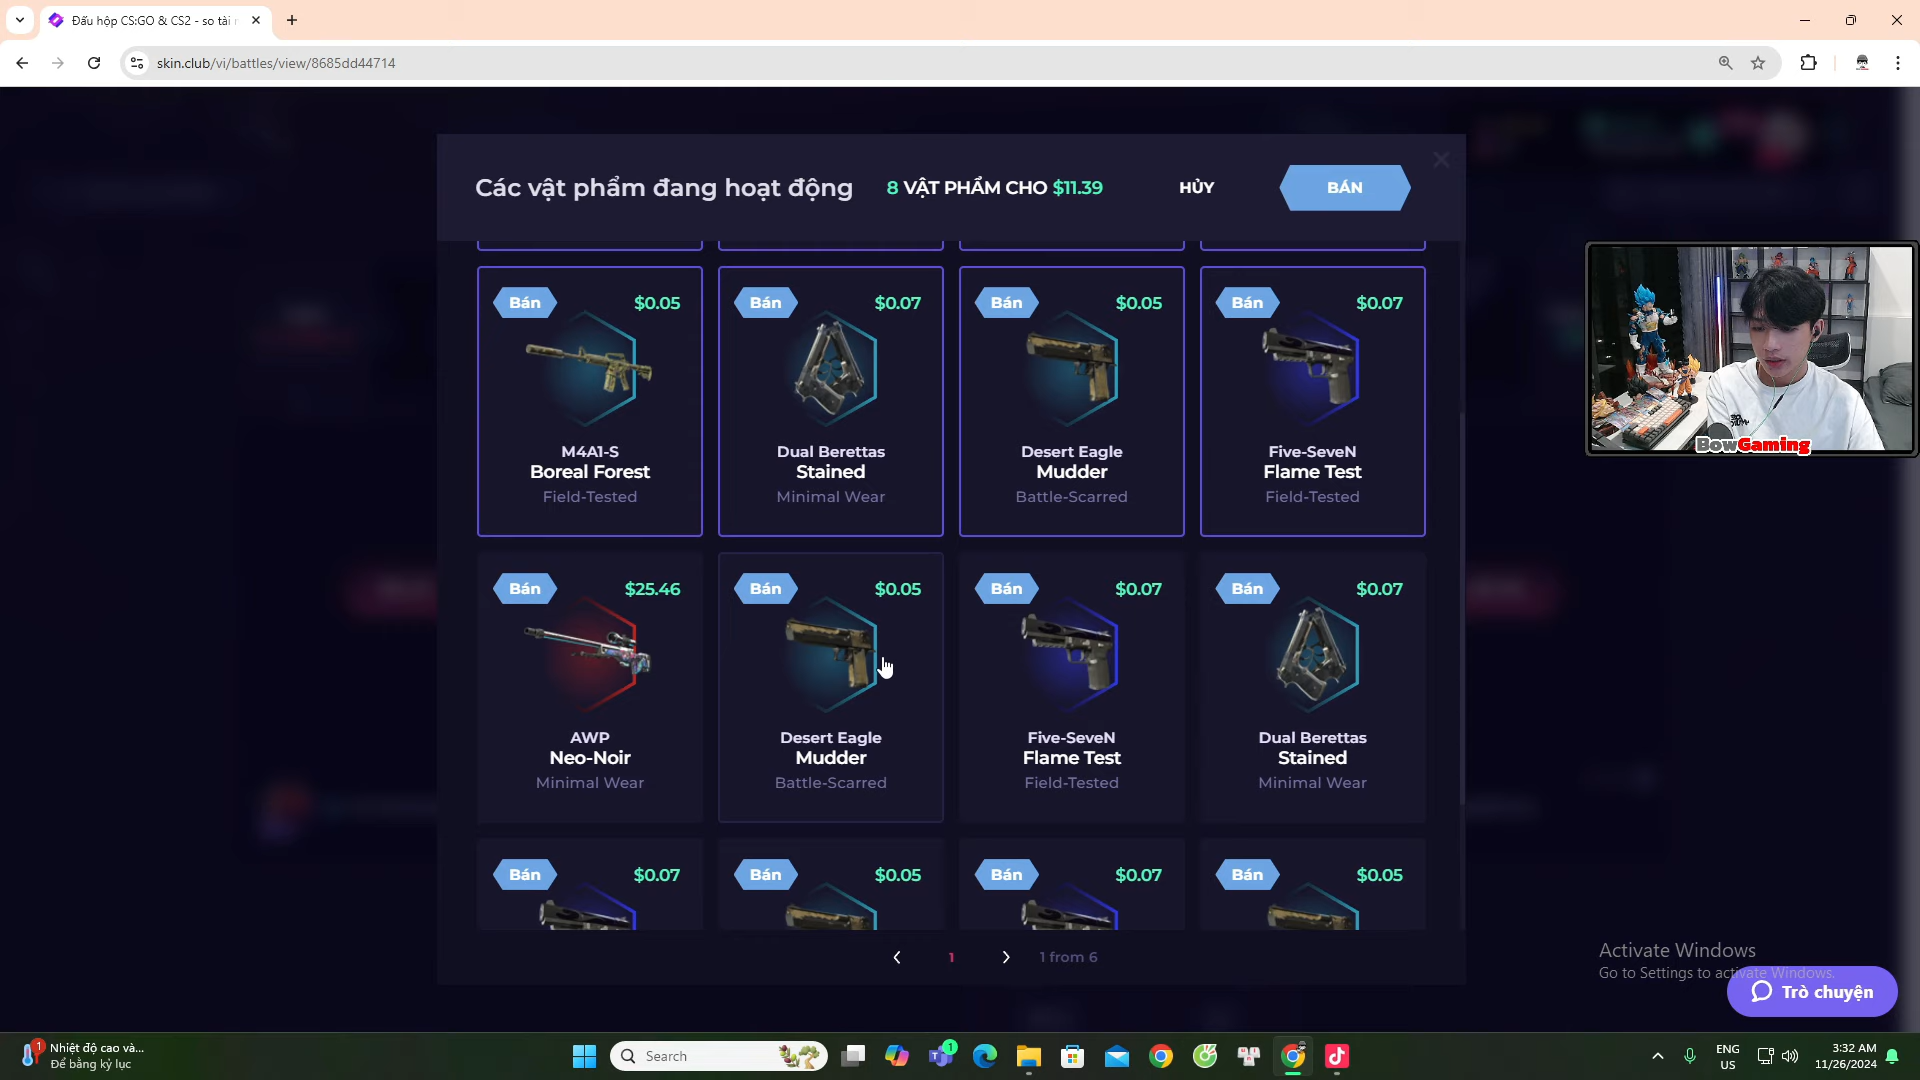 Đấu hộp CS:GO & CS2 - so tài
skin.club/vi/battles/view/8685dd44714
Các vật phẩm đang hoạt động
8 VẬT PHẨM CHO $11.39
HỦY
BÁN
Bán $0.05
Bán $0.07
Bán $0.05
Bán $0.07
M4A1-S
Boreal Forest
Field-Tested
Dual Berettas
Stained
Minimal Wear
Desert Eagle
Mudder
Battle-Scarred
Five-SeveN
Flame Test
Field-Tested
BowGaming
Bán $25.46
Bán $0.05
Bán $0.07
Bán $0.07
AWP
Neo-Noir
Minimal Wear
Desert Eagle
Mudder
Battle-Scarred
Five-SeveN
Flame Test
Field-Tested
Dual Berettas
Stained
Minimal Wear
Bán $0.07
Bán $0.05
Bán $0.07
Bán $0.05
1
1 from 6
Activate Windows
Go to Settings to activate Windows.
Trò chuyện
1
Nhiệt độ cao và...
Để bằng kỷ lục
Search
1
ENG
US
3:32 AM
11/26/2024